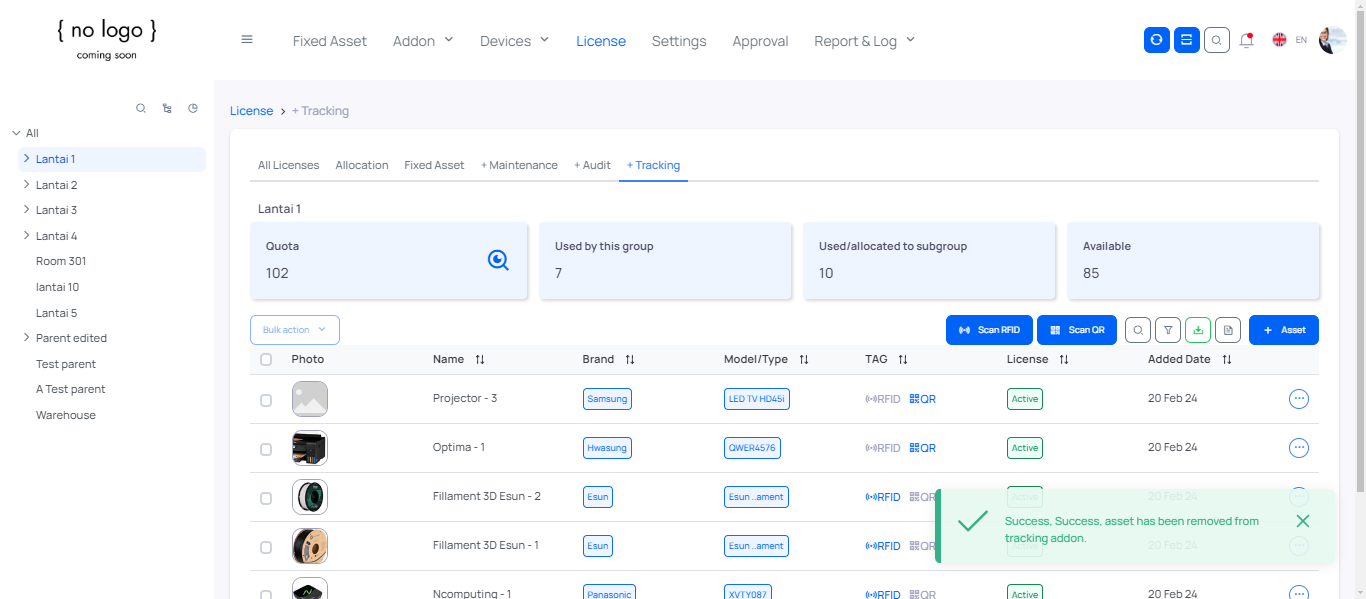 { no logo }
coming soon
Fixed Asset Addon Devices License Settings Approval Report & Log EN
All
Lantai 1
Lantai 2
Lantai 3
Lantai 4
Room 301
lantai 10
Lantai 5
Parent edited
Test parent
A Test parent
Warehouse
License > + Tracking
All Licenses Allocation Fixed Asset + Maintenance + Audit + Tracking
Lantai 1
Quota Used by this group Used/allocated to subgroup Available
102 7 10 85
Bulk action Scan RFID Scan QR + Asset
Photo Name Brand Model/Type TAG License Added Date
Projector - 3 Samsung LED TV HD45i RFID QR Active 20 Feb 24
Optima - 1 Hwasung QWER4576 RFID QR Active 20 Feb 24
Fillament 3D Esun - 2 Esun Esun ..ament RFID QR Active 20 Feb 24
Fillament 3D Esun - 1 Esun Esun ..ament RFID QR Active 20 Feb 24
Ncomputing - 1 Panasonic XVTY087 RFID QR Active 20 Feb 24
Success, Success, asset has been removed from
tracking addon.